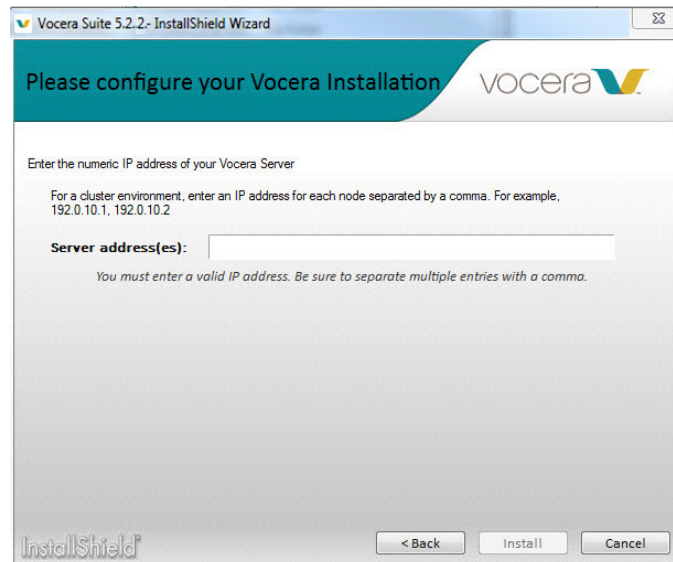 Vocera Suite 5.2.2.- InstallShield Wizard
Please configure your Vocera Installation
vocera
Enter the numeric IP address of your Vocera Server
For a cluster environment, enter an IP address for each node separated by a comma. For example,
192.0.10.1, 192.0.10.2
Server address(es):
You must enter a valid IP address. Be sure to separate multiple entries with a comma.
InstallShield
< Back
Install
Cancel